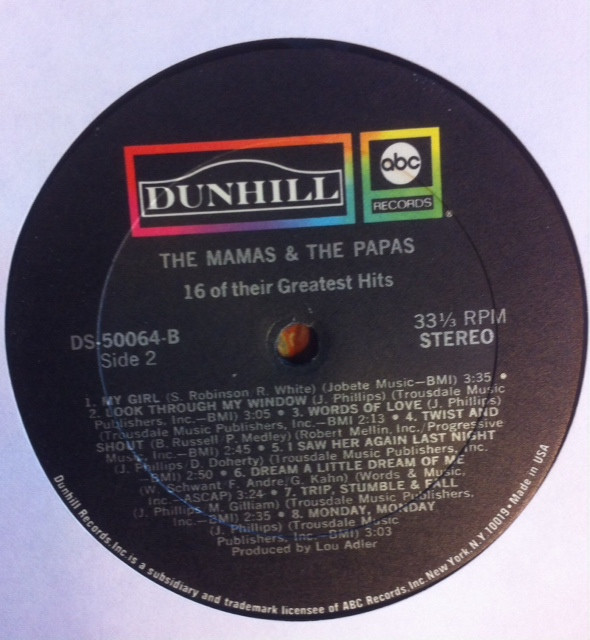 DUNHILL
abc
RECORDS
®
THE MAMAS & THE PAPAS
16 of their Greatest Hits
DS-50064-B
Side 2
33⅓ RPM
STEREO
1. MY GIRL (S. Robinson R. White) (Jobete Music—BMI) 3:35 •
2. LOOK THROUGH MY WINDOW (J. Phillips) (Trousdale Music
Publishers, Inc.—BMI) 3:05 • 3. WORDS OF LOVE (J. Phillips)
(Trousdale Music Publishers, Inc.—BMI 2:13 • 4. TWIST AND
SHOUT (B. Russell P. Medley) (Robert Mellin, Inc./Progressive
Music, Inc.—BMI) 2:45 • 5. I SAW HER AGAIN LAST NIGHT
(J. Phillips/D. Doherty) (Trousdale Music Publishers, Inc.
—BMI) 2:50 • 6. DREAM A LITTLE DREAM OF ME
(W. Schwant F. Andre/G. Kahn) (Words & Music,
Inc.—ASCAP) 3:24 • 7. TRIP, STUMBLE & FALL
(J. Phillips M. Gilliam) (Trousdale Music Publishers,
Inc.—BMI) 2:35 • 8. MONDAY, MONDAY
(J. Phillips) (Trousdale Music
Publishers, Inc.—BMI) 3:03
Produced by Lou Adler
Dunhill Records, Inc. is a subsidiary and trademark licensee of ABC Records, Inc. New York, N.Y. 10019 • Made in USA